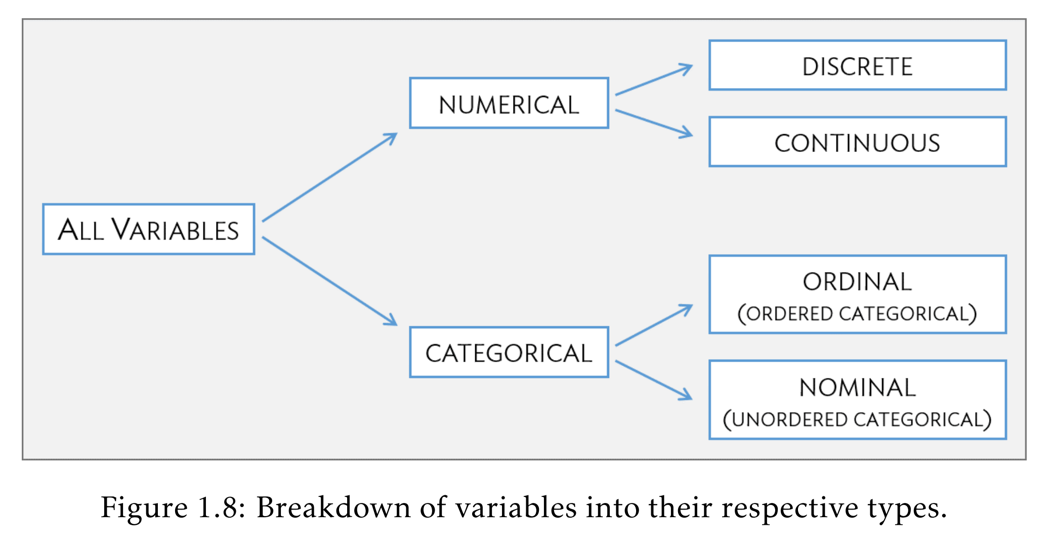 ALL VARIABLES
NUMERICAL
DISCRETE
CONTINUOUS
CATEGORICAL
ORDINAL
(ORDERED CATEGORICAL)
NOMINAL
(UNORDERED CATEGORICAL)
Figure 1.8: Breakdown of variables into their respective types.